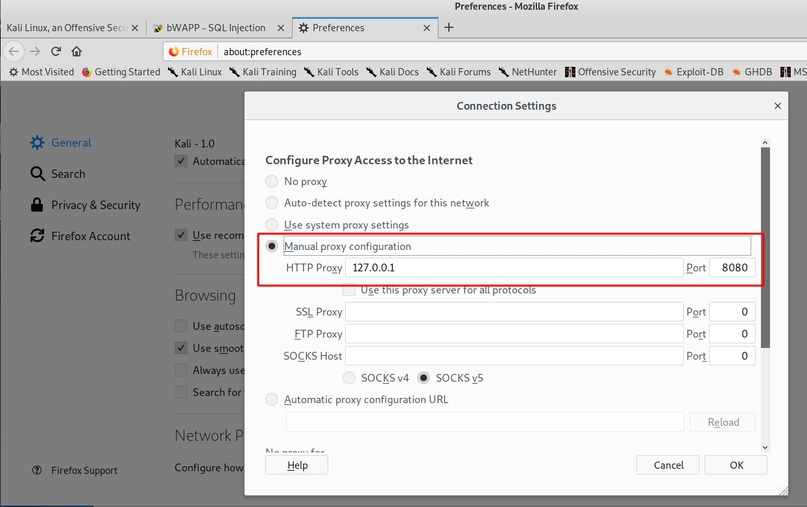 Preferences - Mozilla Firefox
Kali Linux, an Offensive Secu
bWAPP - SQL Injection
Preferences
Firefox about:preferences
Most Visited Getting Started Kali Linux Kali Training Kali Tools Kali Docs Kali Forums NetHunter Offensive Security Exploit-DB GHDB MS
Connection Settings
General
Search
Privacy & Security
Firefox Account
Firefox Support
Kali - 1.0
Automatica
Performanc
Use recom
These settin
Browsing
Use autosc
Use smoot
Always use
Search for
Network P
Configure how
Configure Proxy Access to the Internet
No proxy
Auto-detect proxy settings for this network
Use system proxy settings
Manual proxy configuration
HTTP Proxy 127.0.0.1 Port 8080
Use this proxy server for all protocols
SSL Proxy Port 0
FTP Proxy Port 0
SOCKS Host Port 0
SOCKS v4 SOCKS v5
Automatic proxy configuration URL
Reload
No proxy for
Help Cancel OK